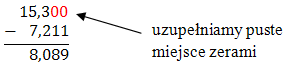 15,300
− 7,211
8,089
uzupełniamy puste
miejsce zerami